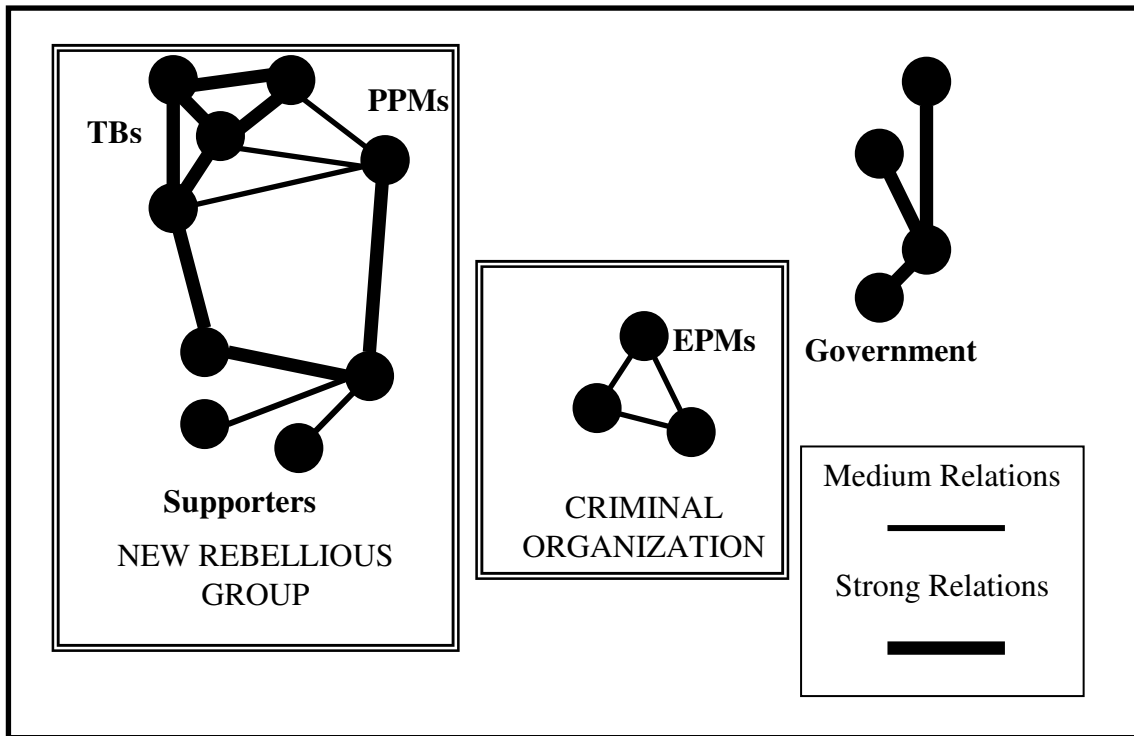 TBs
PPMs
Supporters
NEW REBELLIOUS
GROUP
EPMs
CRIMINAL
ORGANIZATION
Government
Medium Relations
Strong Relations